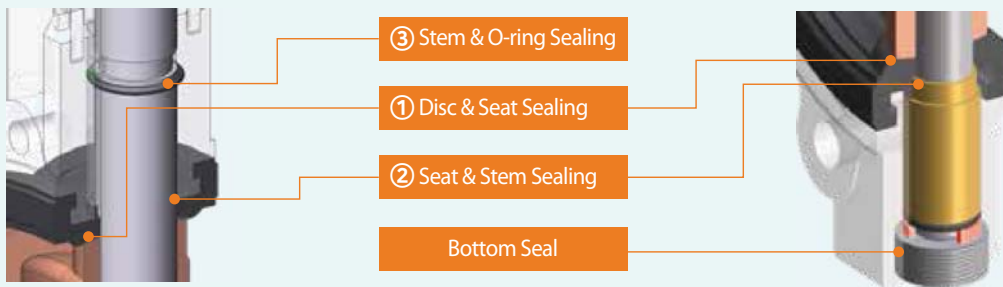 ③ Stem & O-ring Sealing
① Disc & Seat Sealing
② Seat & Stem Sealing
Bottom Seal